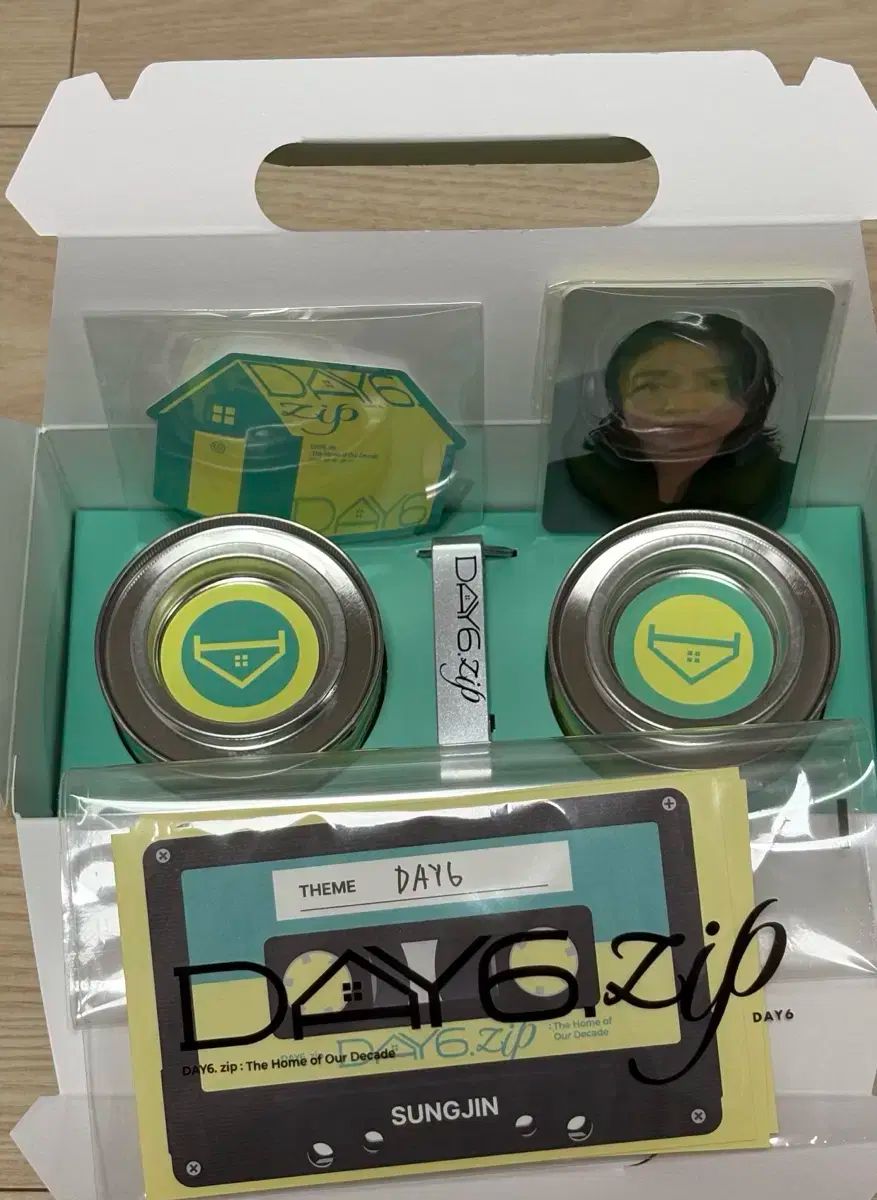 DAY6
zip
DAY6.zip
The Home of Our Decade
DAY6
DAY6.zip
THEME DAY6
DAY6.zip
DAY6
DAY6.zip : The Home of Our Decade
DAY6.zip
: The Home of
Our Decade
SUNGJIN